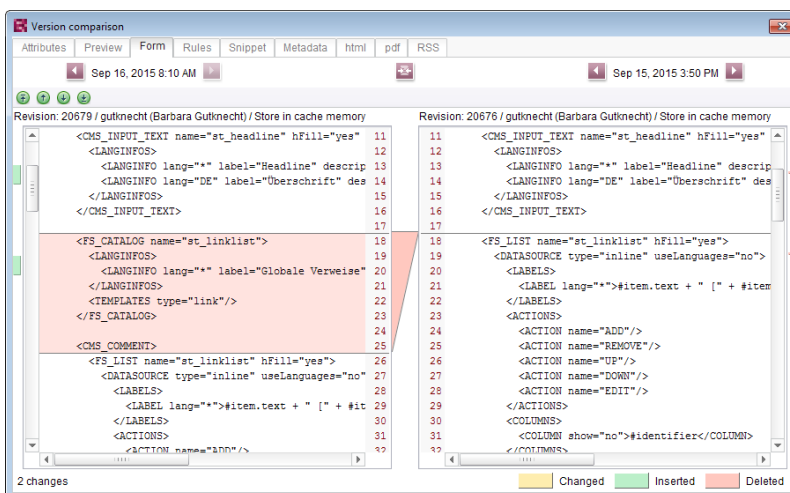 Version comparison
Attributes Preview Form Rules Snippet Metadata html pdf RSS
Sep 16, 2015 8:10 AM
Sep 15, 2015 3:50 PM
Revision: 20679 / gutknecht (Barbara Gutknecht) / Store in cache memory
<CMS_INPUT_TEXT name="st_headline" hFill="yes" 11
<LANGINFOS> 12
<LANGINFO lang="*" label="Headline" descrip 13
<LANGINFO lang="DE" label="Überschrift" des 14
</LANGINFOS> 15
</CMS_INPUT_TEXT> 16
17
<FS_CATALOG name="st_linklist"> 18
<LANGINFOS> 19
<LANGINFO lang="*" label="Globale Verweise" 20
</LANGINFOS> 21
<TEMPLATES type="link"/> 22
</FS_CATALOG> 23
24
<CMS_COMMENT> 25
<FS_LIST name="st_linklist" hFill="yes"> 26
<DATASOURCE type="inline" useLanguages="no" 27
<LABELS> 28
<LABEL lang="*">#item.text + " [" + #it 29
</LABELS> 30
<ACTIONS> 31
<ACTION name="ADD"/> 32
Revision: 20676 / gutknecht (Barbara Gutknecht) / Store in cache memory
11 <CMS_INPUT_TEXT name="st_headline" hFill="yes"
12 <LANGINFOS>
13 <LANGINFO lang="*" label="Headline" descrip
14 <LANGINFO lang="DE" label="Überschrift" des
15 </LANGINFOS>
16 </CMS_INPUT_TEXT>
17
18 <FS_LIST name="st_linklist" hFill="yes">
19 <DATASOURCE type="inline" useLanguages="no">
20 <LABELS>
21 <LABEL lang="*">#item.text + " [" + #item
22 </LABELS>
23 <ACTIONS>
24 <ACTION name="ADD"/>
25 <ACTION name="REMOVE"/>
26 <ACTION name="UP"/>
27 <ACTION name="DOWN"/>
28 <ACTION name="EDIT"/>
29 </ACTIONS>
30 <COLUMNS>
31 <COLUMN show="no">#identifier</COLUMN>
32 </COLUMNS>
2 changes
Changed Inserted Deleted